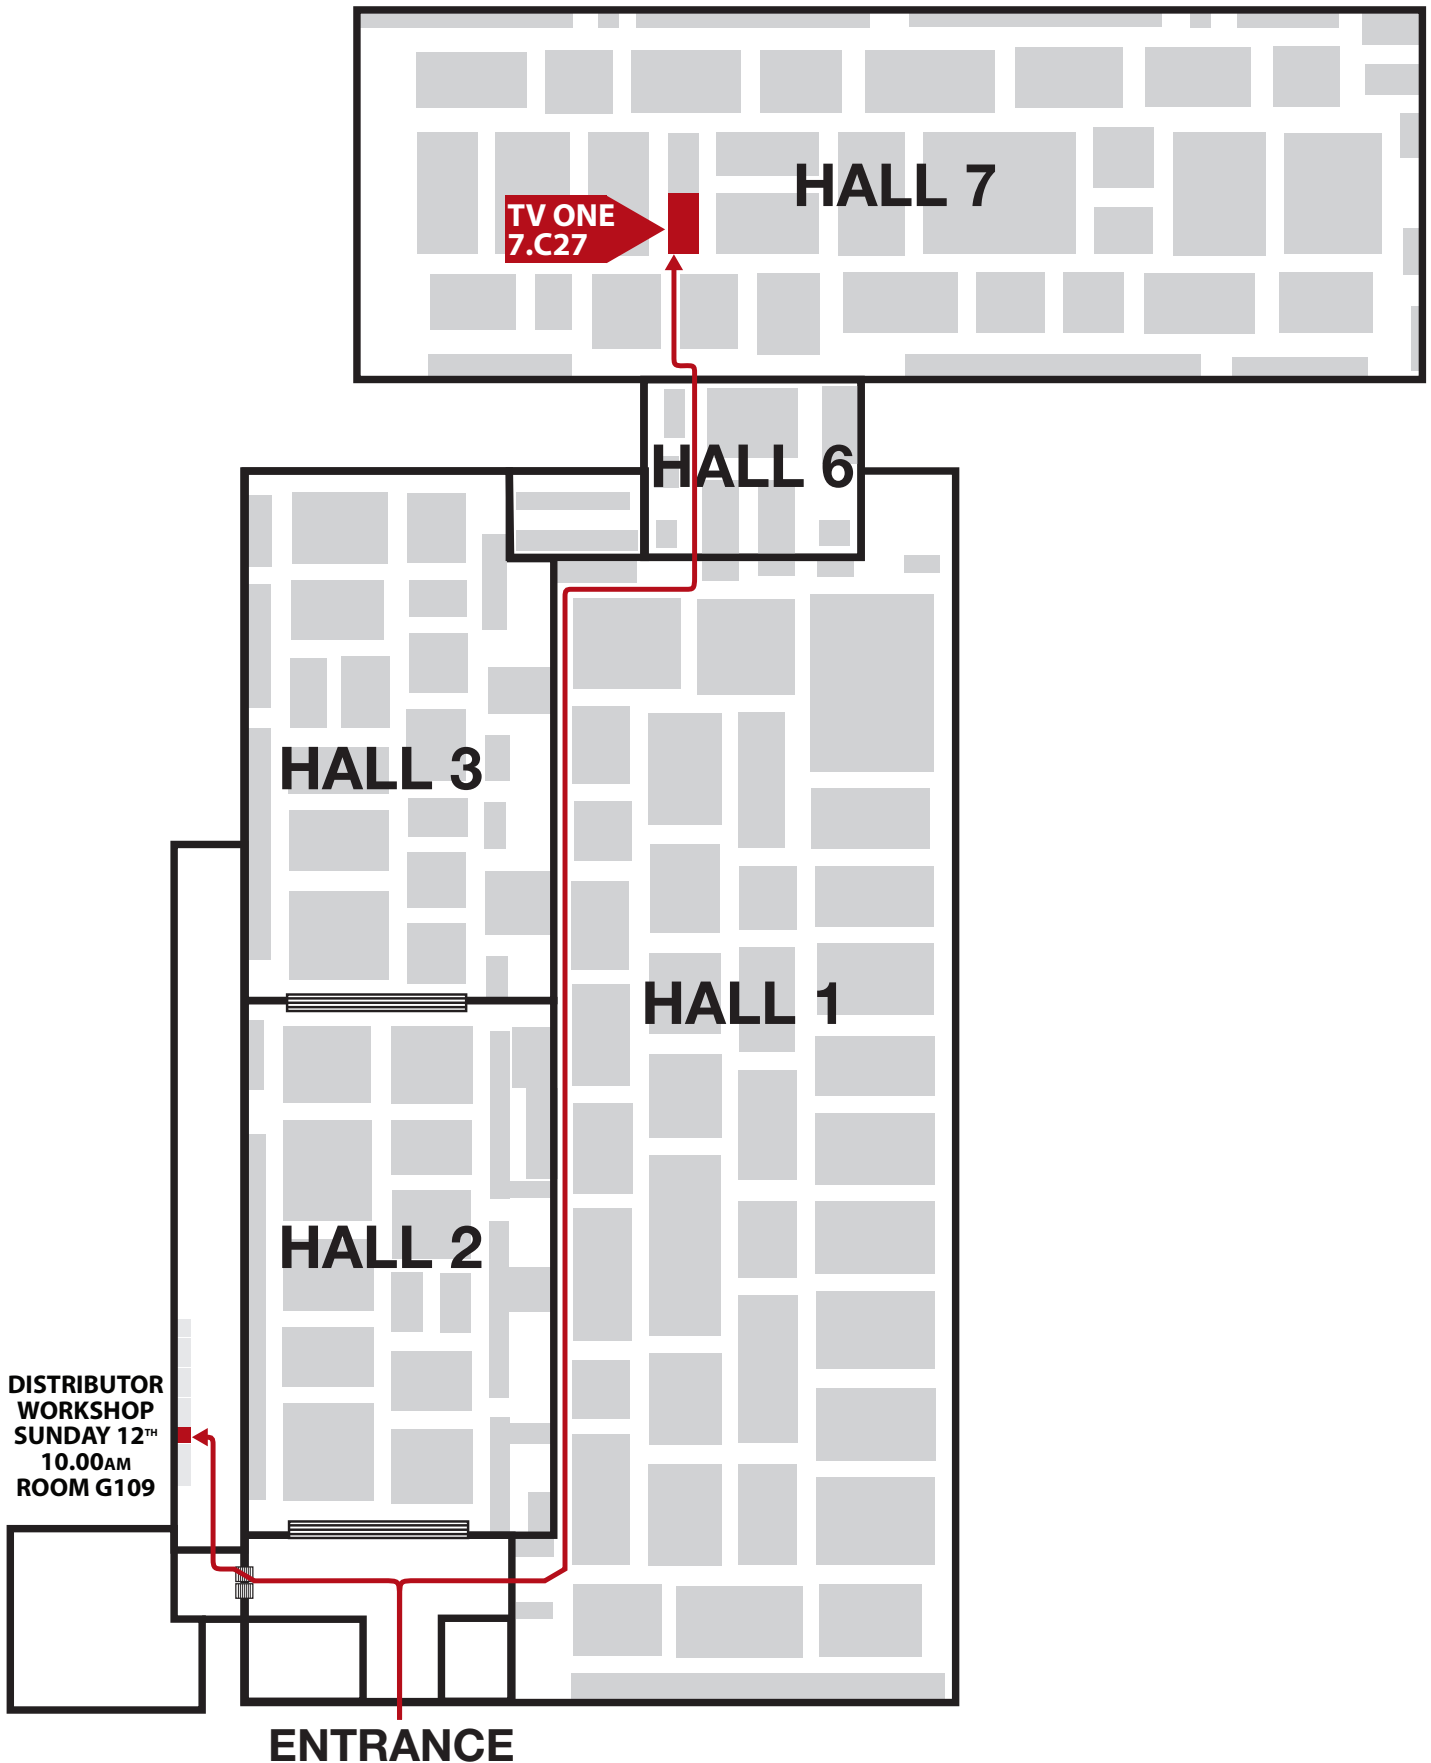 HALL 7
TV ONE
7.C27
HALL 6
HALL 3
HALL 1
HALL 2
DISTRIBUTOR
WORKSHOP
SUNDAY 12TH
10.00AM
ROOM G109
ENTRANCE